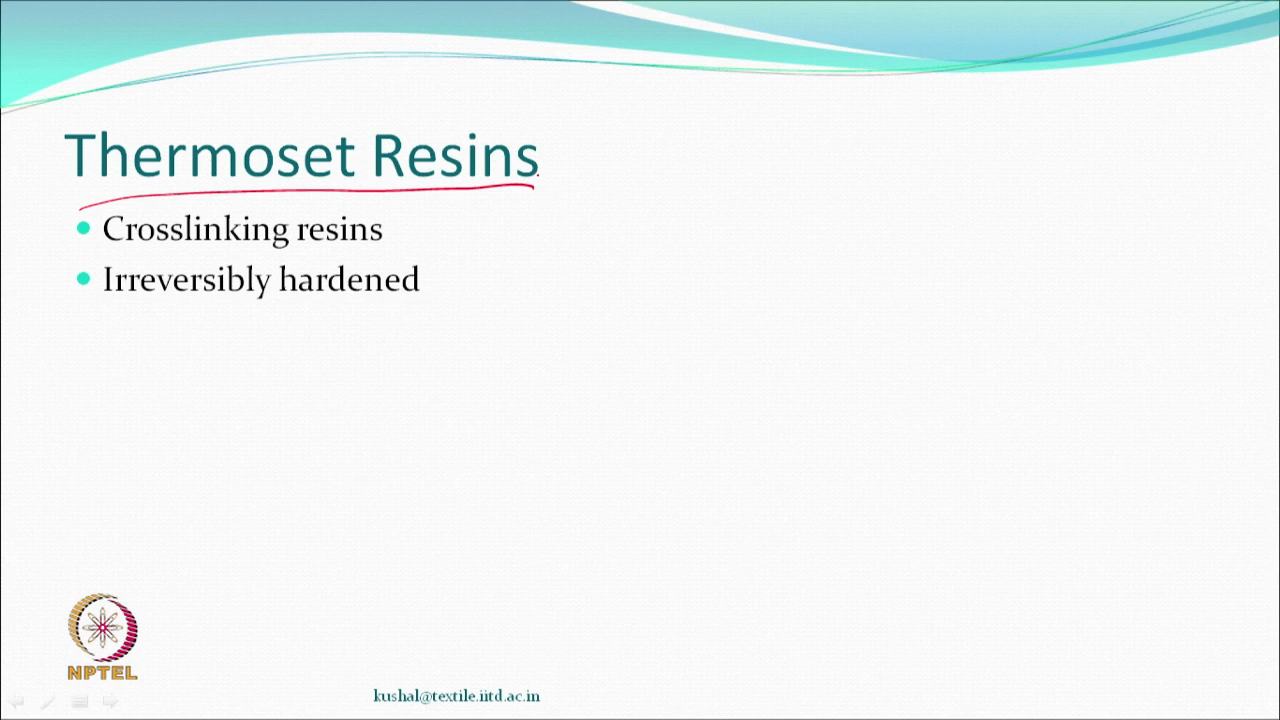 Thermoset Resins
Crosslinking resins
Irreversibly hardened
NPTEL
kushal@textile.iitd.ac.in